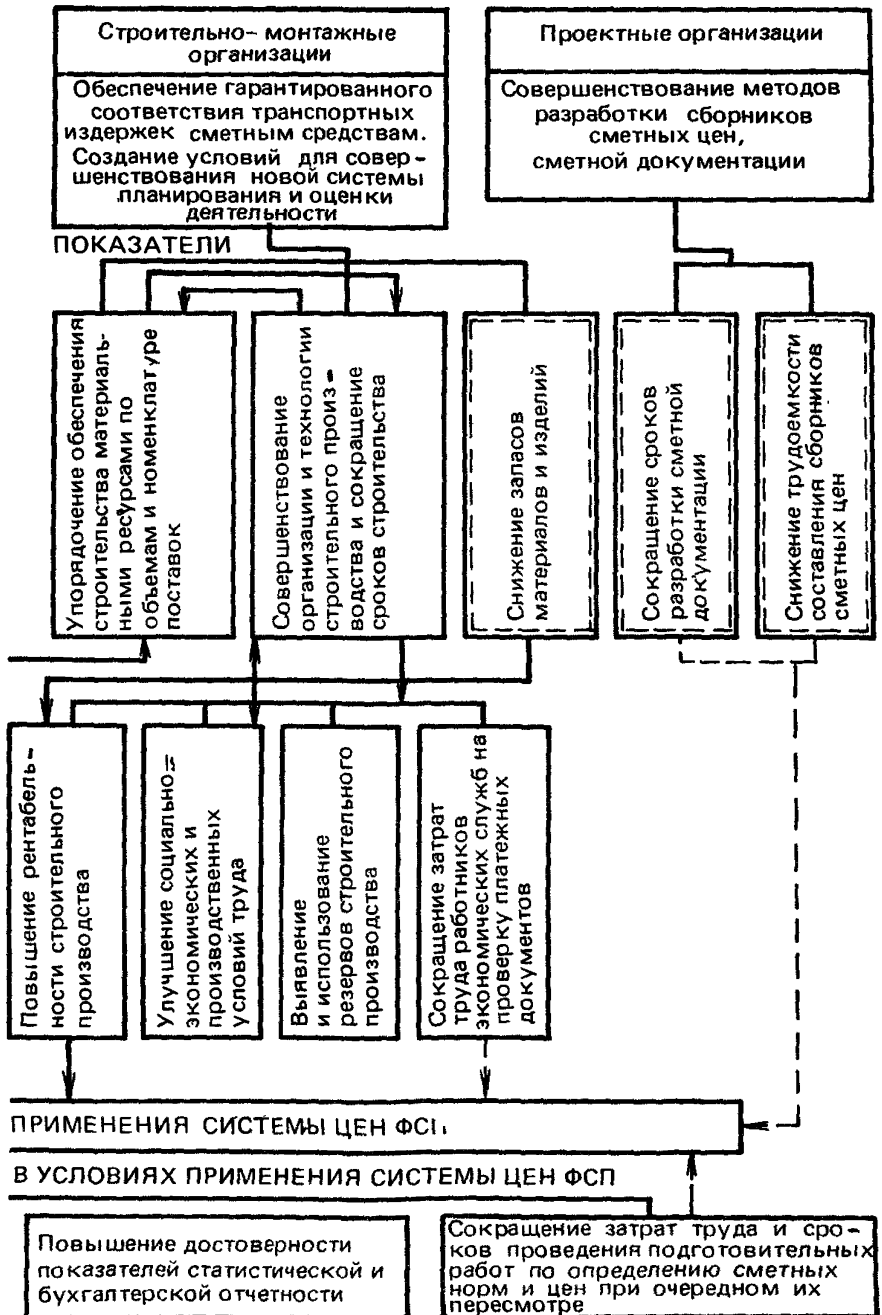 Строительно-монтажные
организации
Обеспечение гарантированного
соответствия транспортных
издержек сметным средствам.
Создание условий для совер-
шенствования новой системы
планирования и оценки
деятельности
Проектные организации
Совершенствование методов
разработки сборников
сметных цен,
сметной документации
ПОКАЗАТЕЛИ
Упорядочение обеспечения
строительства материаль-
ными ресурсами по
объемам и номенклатуре
поставок
Совершенствование
организации и технологии
строительного произ-
водства и сокращение
сроков строительства
Снижение запасов
материалов и изделий
Сокращение сроков
разработки сметной
документации
Снижение трудоемкости
составления сборников
сметных цен
Повышение рентабель-
ности строительного
производства
Улучшение социально-
экономических и
производственных
условий труда
Выявление
и использование
резервов строительного
производства
Сокращение затрат
труда работников
экономических служб на
проверку платежных
документов
ПРИМЕНЕНИЯ СИСТЕМЫ ЦЕН ФСП
В УСЛОВИЯХ ПРИМЕНЕНИЯ СИСТЕМЫ ЦЕН ФСП
Повышение достоверности
показателей статистической и
бухгалтерской отчетности
Сокращение затрат труда и сро-
ков проведения подготовительных
работ по определению сметных
норм и цен при очередном их
пересмотре